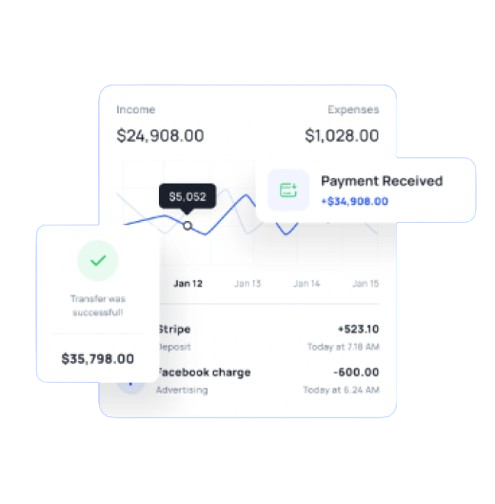 Income
Expenses
$24,908.00
$1,028.00
Payment Received
+$34,908.00
$5,052
Jan 12
Jan 13
Jan 14
Jan 15
Transfer was
successful!
$35,798.00
Stripe
+523.10
Deposit
Today at 7.18 AM
Facebook charge
-600.00
Advertising
Today at 6.24 AM